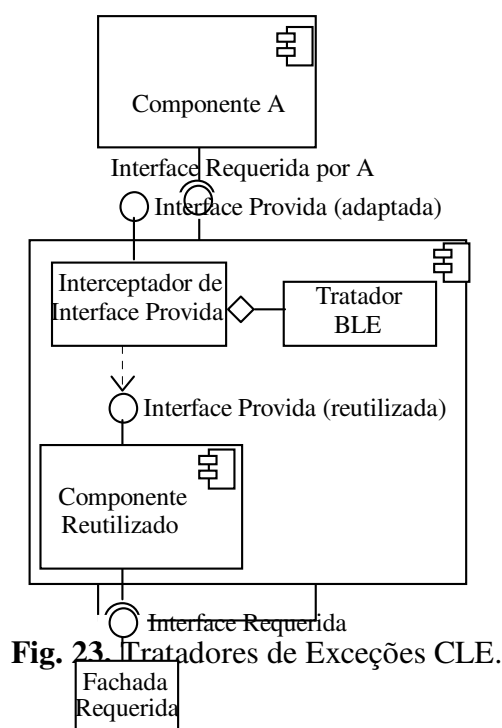 Componente A
Interface Requerida por A
Interface Provida (adaptada)
Interceptador de
Interface Provida
Tratador
BLE
Interface Provida (reutilizada)
Componente
Reutilizado
Interface Requerida
Fig. 23. Tratadores de Exceções CLE.
Fachada
Requerida